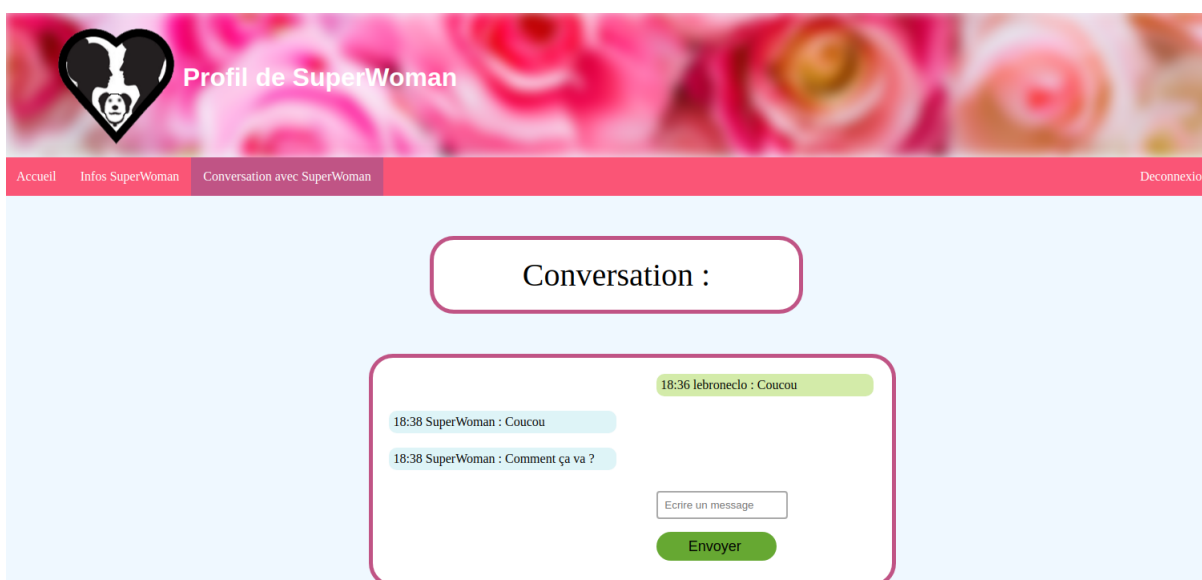 Profil de SuperWoman
Accueil Infos SuperWoman Conversation avec SuperWoman Deconnexio
Conversation :
18:36 lebroneclo : Coucou
18:38 SuperWoman : Coucou
18:38 SuperWoman : Comment ça va ?
Ecrire un message
Envoyer